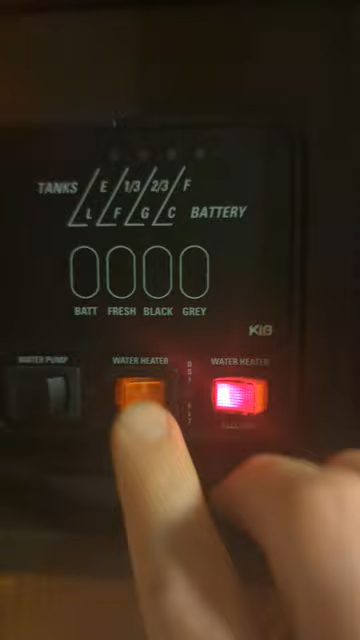 TANKS E 1/3 2/3 F
L F G C BATTERY
BATT FRESH BLACK GREY
KIB
WATER PUMP WATER HEATER WATER HEATER